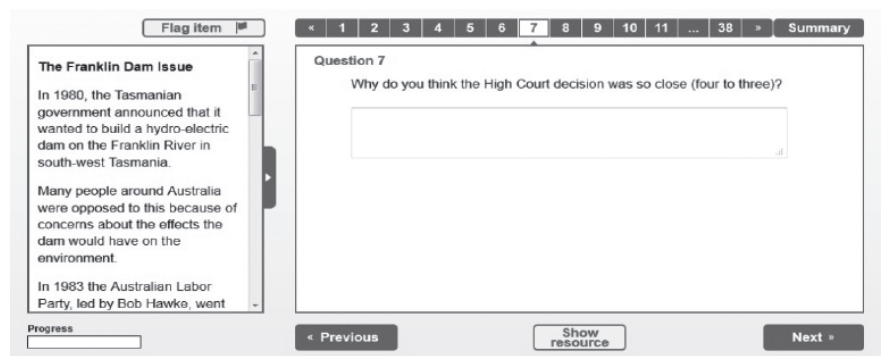 Flag item
« 1 2 3 4 5 6 7 8 9 10 11 ... 38 » Summary
The Franklin Dam Issue
In 1980, the Tasmanian
government announced that it
wanted to build a hydro-electric
dam on the Franklin River in
south-west Tasmania.
Many people around Australia
were opposed to this because of
concerns about the effects the
dam would have on the
environment.
In 1983 the Australian Labor
Party, led by Bob Hawke, went
Question 7
Why do you think the High Court decision was so close (four to three)?
Progress
« Previous
Show
resource
Next »